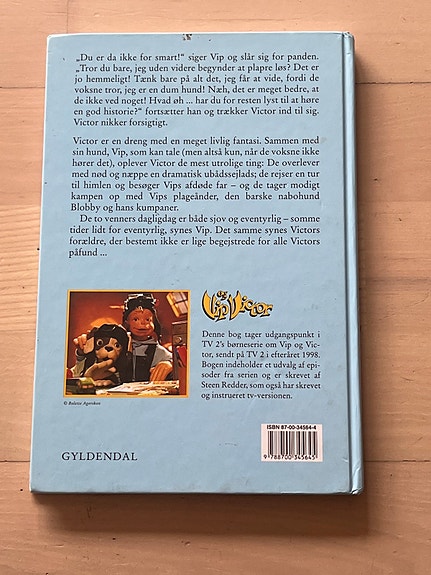 „Du er da ikke for smart!“ siger Vip og slår sig for panden.
„Tror du bare, jeg uden videre begynder at plapre løs? Det er
jo hemmeligt! Tænk bare på alt det, jeg får at vide, fordi de
voksne tror, jeg er en dum hund! Næh, det er meget bedre, at
de ikke ved noget! Hvad øh ... har du for resten lyst til at høre
en god historie?“ fortsætter han og trækker Victor ind til sig.
Victor nikker forsigtigt.
Victor er en dreng med en meget livlig fantasi. Sammen med
sin hund, Vip, som kan tale (men altså kun, når de voksne ikke
hører det), oplever Victor de mest utrolige ting: De overlever
med nød og næppe en dramatisk ubådssejlads; de rejser en tur
til himlen og besøger Vips afdøde far – og de tager modigt
kampen op med Vips plageånder, den barske nabohund
Blobby og hans kumpaner.
De to venners dagligdag er både sjov og eventyrlig – somme
tider lidt for eventyrlig, synes Vip. Det samme synes Victors
forældre, der bestemt ikke er lige begejstrede for alle Victors
påfund ...
Vip og Victor
Denne bog tager udgangspunkt i
TV 2's børneserie om Vip og Vic-
tor, sendt på TV 2 i efteråret 1998.
Bogen indeholder et udvalg af epi-
soder fra serien og er skrevet af
Steen Redder, som også har skrevet
og instrueret tv-versionen.
GYLDENDAL
ISBN 87-00-34564-4
9 788700 345645